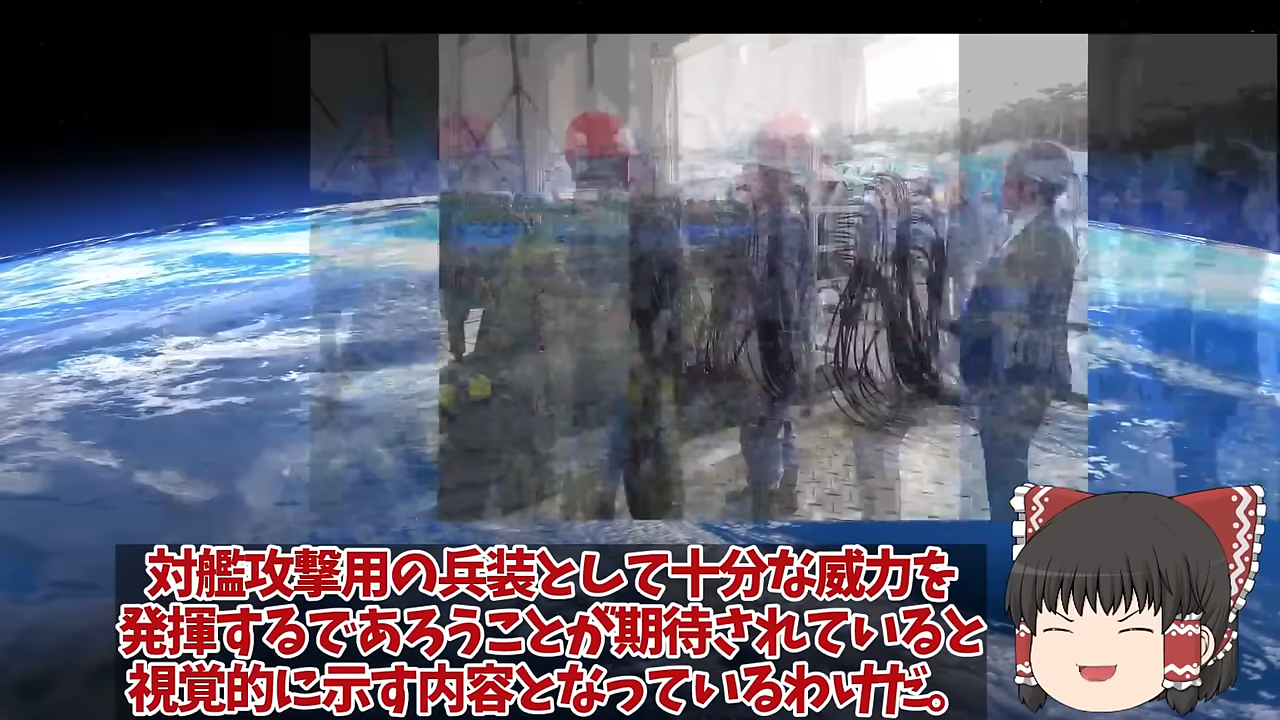 対艦攻撃用の兵装として十分な威力を
発揮するであろうことが期待されていると
視覚的に示す内容となっているわけだ。